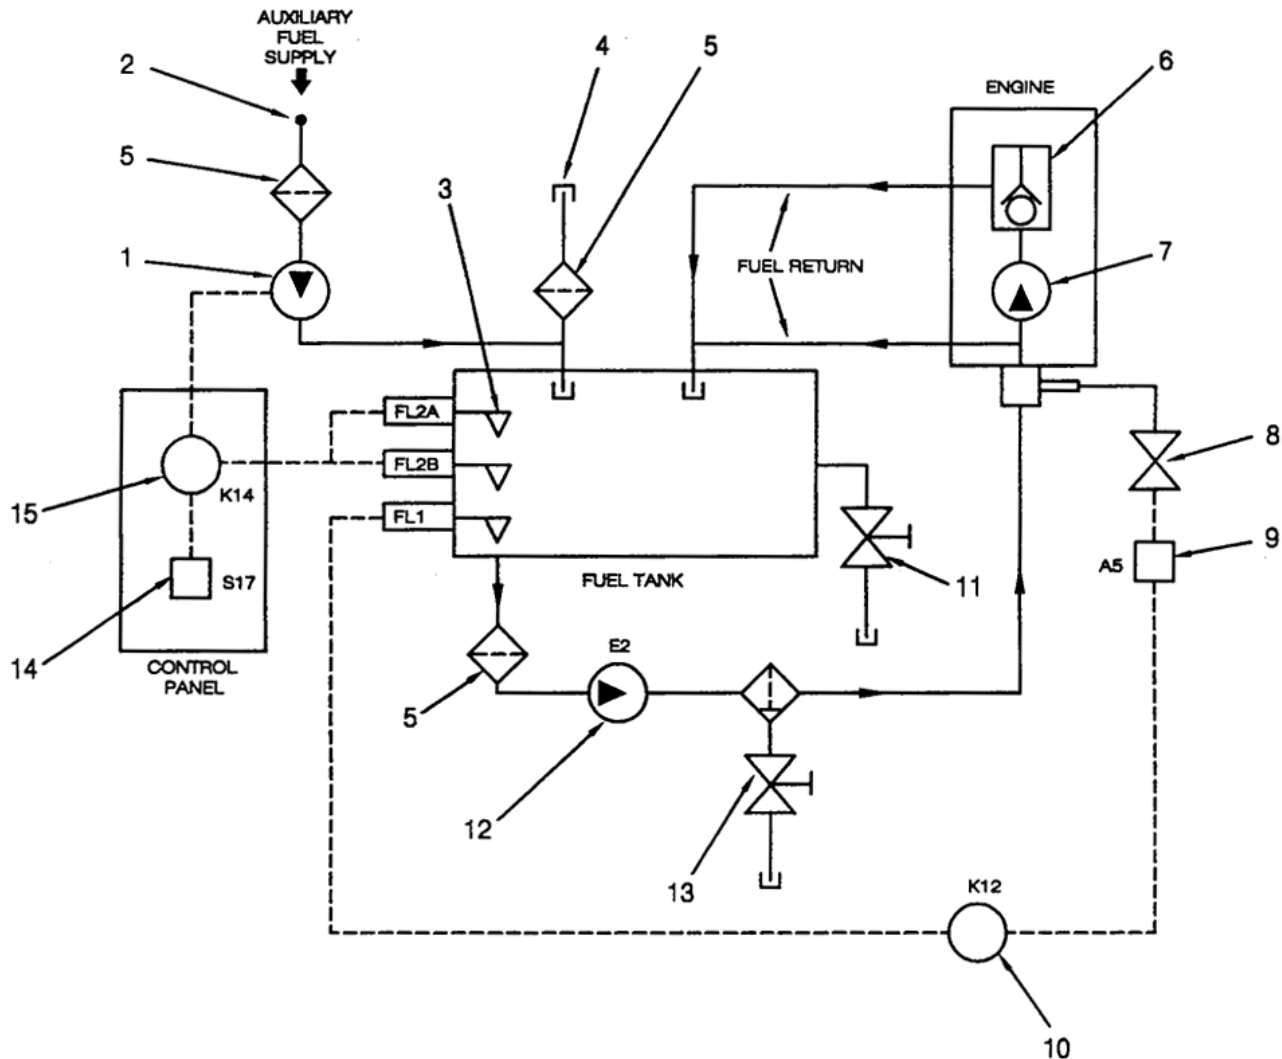 AUXILIARY
FUEL
SUPPLY
2
4
5
6
ENGINE
5
3
1
7
FUEL RETURN
FL2A
8
FL2B
K14
15
FL1
9
A5
S17
FUEL TANK
11
14
CONTROL
PANEL
E2
5
12
13
K12
10